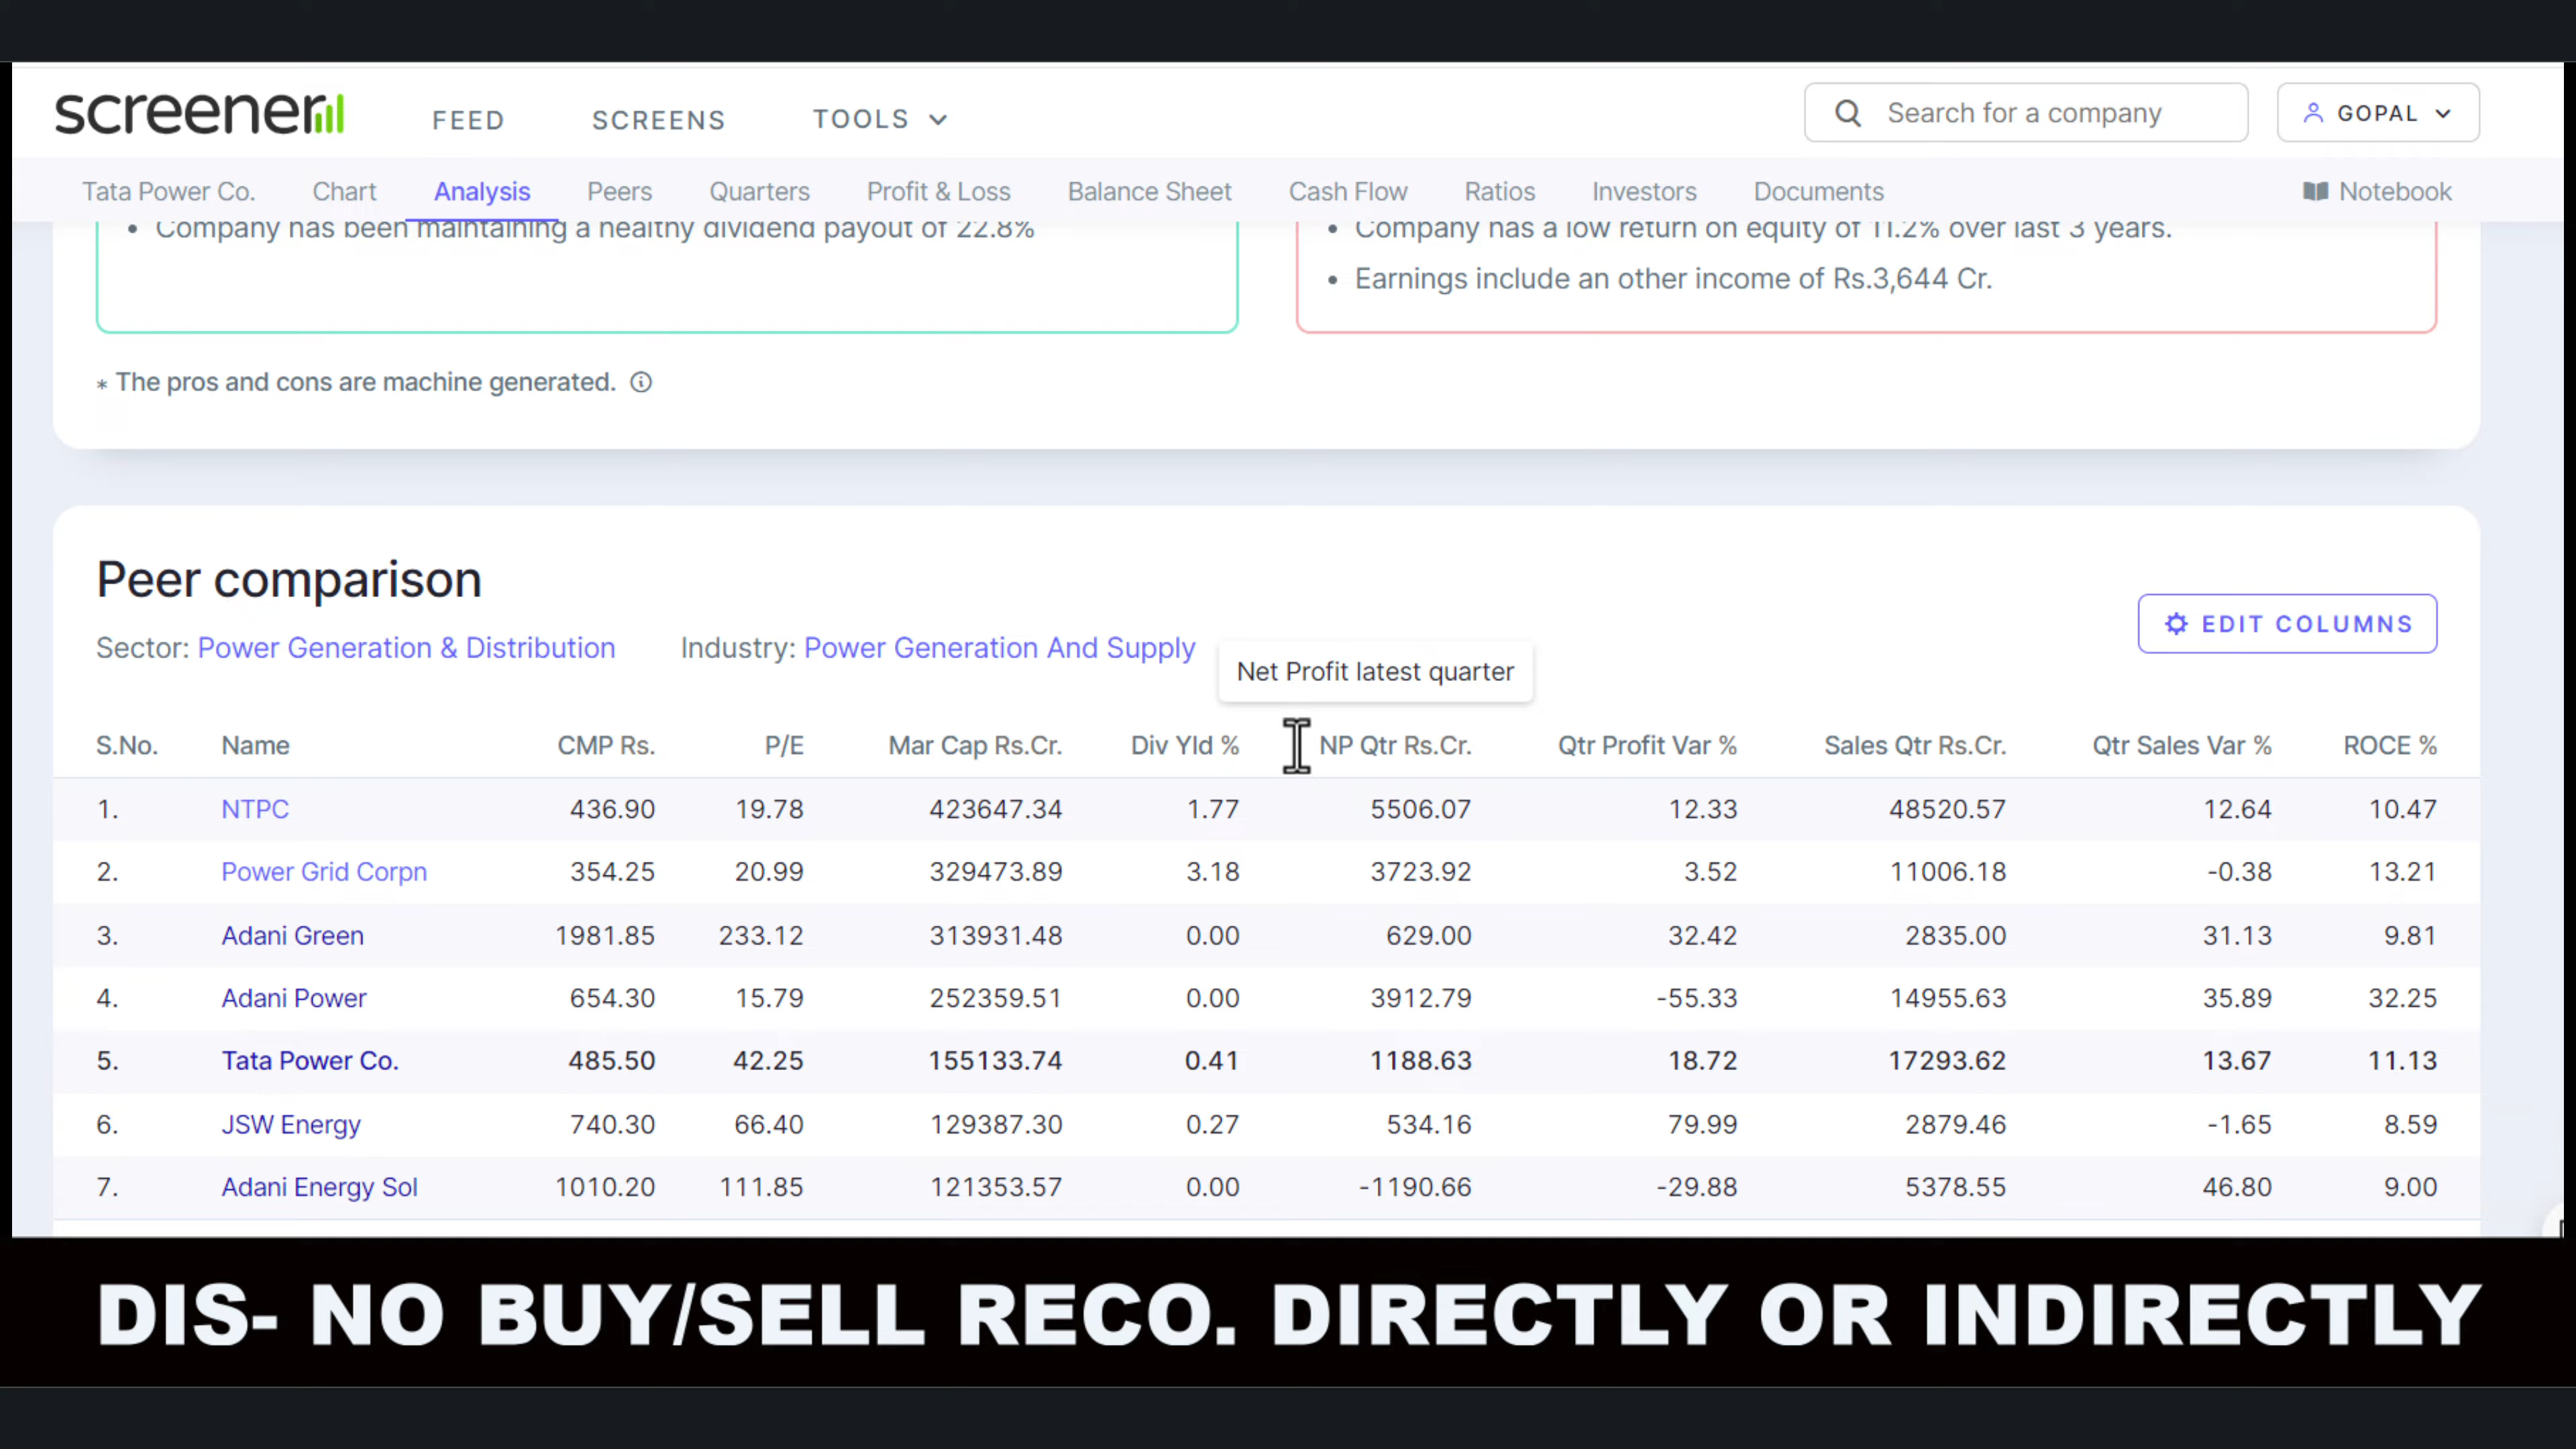 screener FEED SCREENS TOOLS Search for a company GOPAL
Tata Power Co. Chart Analysis Peers Quarters Profit & Loss Balance Sheet Cash Flow Ratios Investors Documents Notebook
• Company has been maintaining a healthy dividend payout of 22.8%
• Company has a low return on equity of 11.2% over last 3 years.
• Earnings include an other income of Rs.3,644 Cr.
* The pros and cons are machine generated.
Peer comparison
EDIT COLUMNS
Sector: Power Generation & Distribution Industry: Power Generation And Supply
Net Profit latest quarter
S.No. Name CMP Rs. P/E Mar Cap Rs.Cr. Div Yld % NP Qtr Rs.Cr. Qtr Profit Var % Sales Qtr Rs.Cr. Qtr Sales Var % ROCE %
1. NTPC 436.90 19.78 423647.34 1.77 5506.07 12.33 48520.57 12.64 10.47
2. Power Grid Corpn 354.25 20.99 329473.89 3.18 3723.92 3.52 11006.18 -0.38 13.21
3. Adani Green 1981.85 233.12 313931.48 0.00 629.00 32.42 2835.00 31.13 9.81
4. Adani Power 654.30 15.79 252359.51 0.00 3912.79 -55.33 14955.63 35.89 32.25
5. Tata Power Co. 485.50 42.25 155133.74 0.41 1188.63 18.72 17293.62 13.67 11.13
6. JSW Energy 740.30 66.40 129387.30 0.27 534.16 79.99 2879.46 -1.65 8.59
7. Adani Energy Sol 1010.20 111.85 121353.57 0.00 -1190.66 -29.88 5378.55 46.80 9.00
DIS- NO BUY/SELL RECO. DIRECTLY OR INDIRECTLY